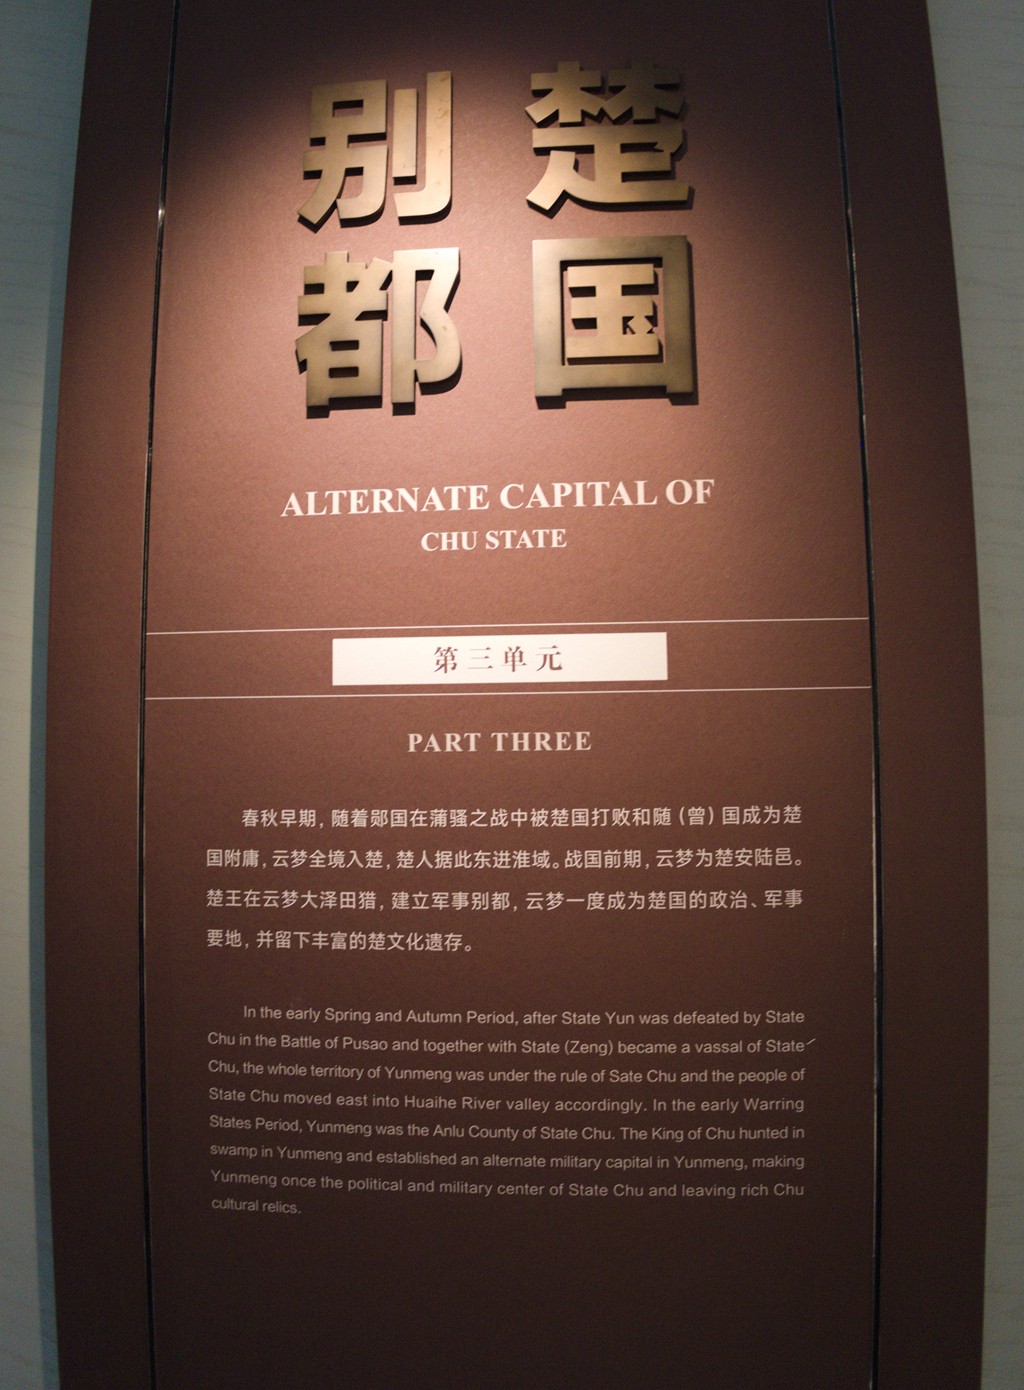 楚国
别都
ALTERNATE CAPITAL OF
CHU STATE
第三单元
PART THREE
春秋早期，随着郧国在蒲骚之战中被楚国打败和随（曾）国成为楚
国附庸，云梦全境入楚，楚人据此东进淮域。战国前期，云梦为楚安陆邑。
楚王在云梦大泽田猎，建立军事别都，云梦一度成为楚国的政治、军事
要地，并留下丰富的楚文化遗存。
In the early Spring and Autumn Period, after State Yun was defeated by State
Chu in the Battle of Pusao and together with State (Zeng) became a vassal of State
Chu, the whole territory of Yunmeng was under the rule of Sate Chu and the people of
State Chu moved east into Huaihe River valley accordingly. In the early Warring
States Period, Yunmeng was the Anlu County of State Chu. The King of Chu hunted in
swamp in Yunmeng and established an alternate military capital in Yunmeng, making
Yunmeng once the political and military center of State Chu and leaving rich Chu
cultural relics.